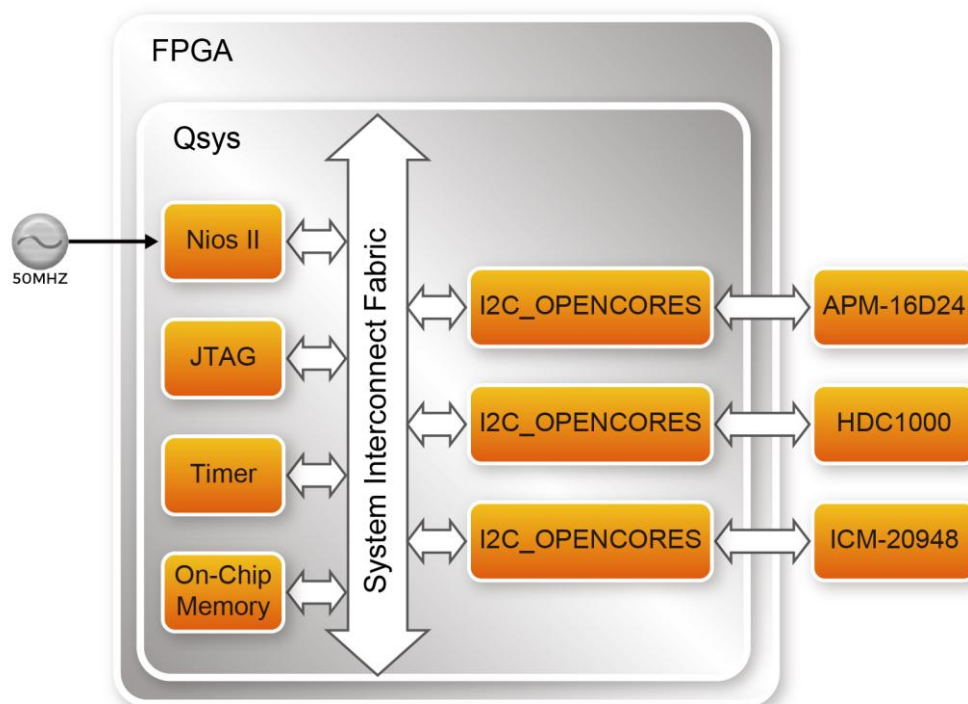 FPGA
Qsys
50MHZ
Nios II
JTAG
Timer
On-Chip
Memory
System Interconnect Fabric
I2C_OPENCORES
APM-16D24
I2C_OPENCORES
HDC1000
I2C_OPENCORES
ICM-20948